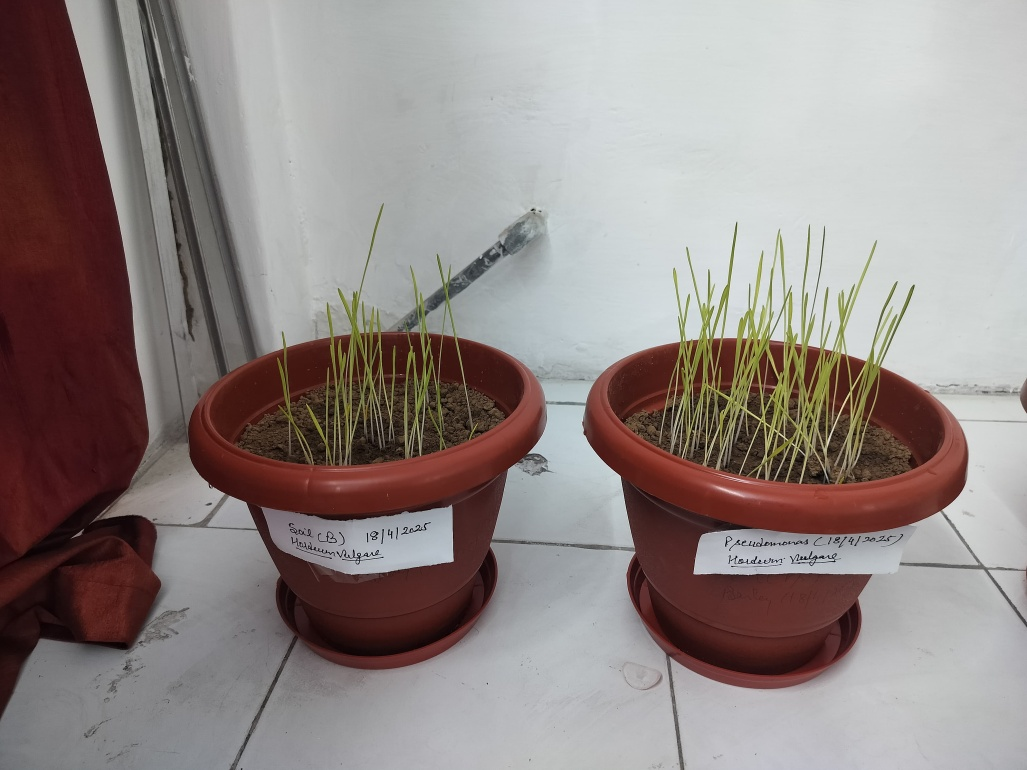 Soil (B) 18/4/2025
Hordeum Vulgare
Pseudomonas (18/4/2025)
Hordeum Vulgare